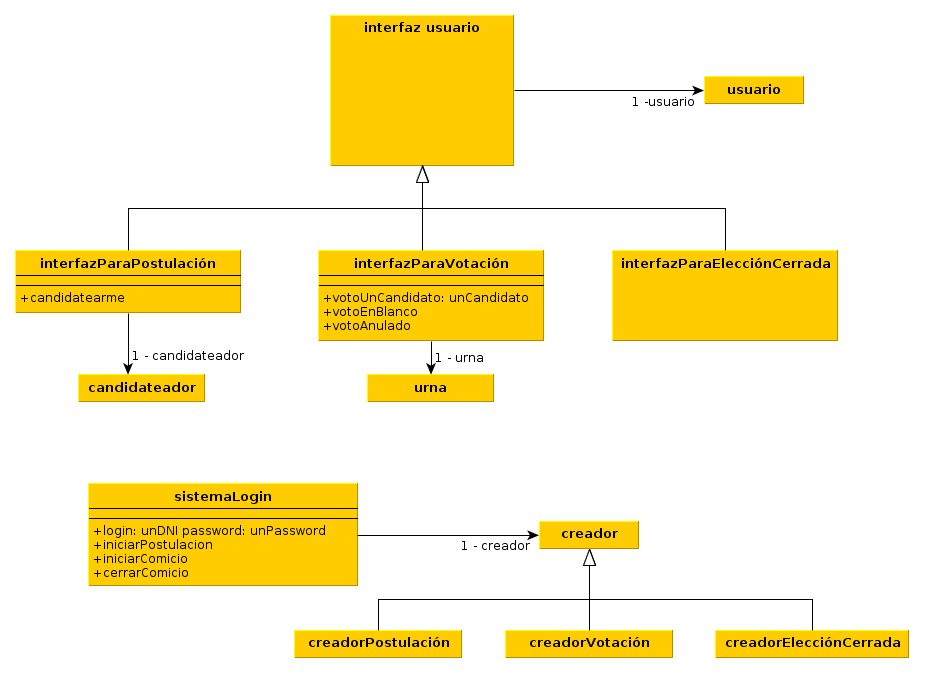 interfaz usuario
usuario
1 -usuario
interfazParaPostulación
+candidatearme
interfazParaVotación
+votoUnCandidato: unCandidato
+votoEnBlanco
+votoAnulado
interfazParaElecciónCerrada
1 - candidateador
1 - urna
candidateador
urna
sistemaLogin
+login: unDNI password: unPassword
+iniciarPostulacion
+iniciarComicio
+cerrarComicio
1 - creador
creador
creadorPostulación
creadorVotación
creadorElecciónCerrada